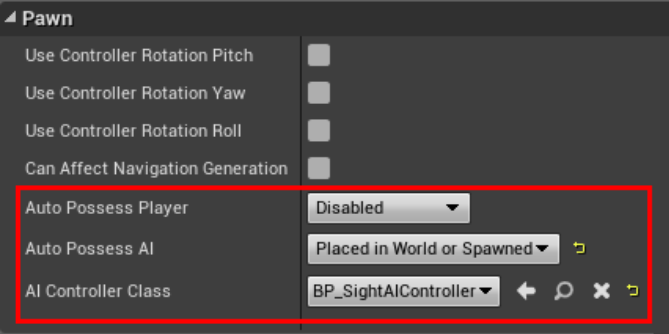 Pawn
Use Controller Rotation Pitch
Use Controller Rotation Yaw
Use Controller Rotation Roll
Can Affect Navigation Generation
Auto Possess Player Disabled
Auto Possess AI Placed in World or Spawned
AI Controller Class BP_SightAIController